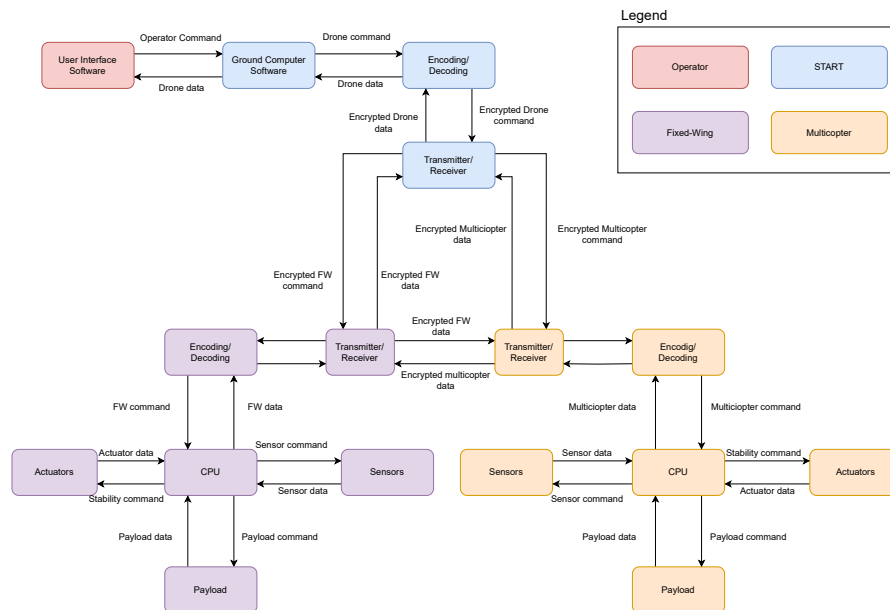 Legend
Operator
START
Fixed-Wing
Multicopter
Operator Command
Drone command
User Interface
Software
Ground Computer
Software
Encoding/
Decoding
Drone data
Drone data
Encrypted Drone
data
Encrypted Drone
command
Transmitter/
Receiver
Encrypted Multiciopter
data
Encrypted Multicopter
command
Encrypted FW
command
Encrypted FW
data
Encoding/
Decoding
Transmitter/
Receiver
Encrypted FW
data
Encrypted multicopter
data
Transmitter/
Receiver
Encodig/
Decoding
FW command
FW data
Multiciopter data
Multiciopter command
Actuators
Actuator data
Stability command
CPU
Sensor command
Sensor data
Sensors
Sensors
Sensor data
Sensor command
CPU
Stability command
Actuator data
Actuators
Payload data
Payload command
Payload data
Payload command
Payload
Payload